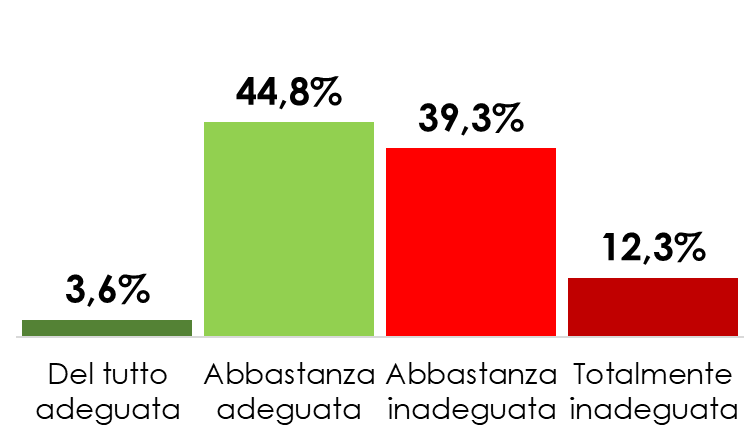 44,8%
39,3%
12,3%
3,6%
Del tutto
adeguata
Abbastanza
adeguata
Abbastanza
inadeguata
Totalmente
inadeguata